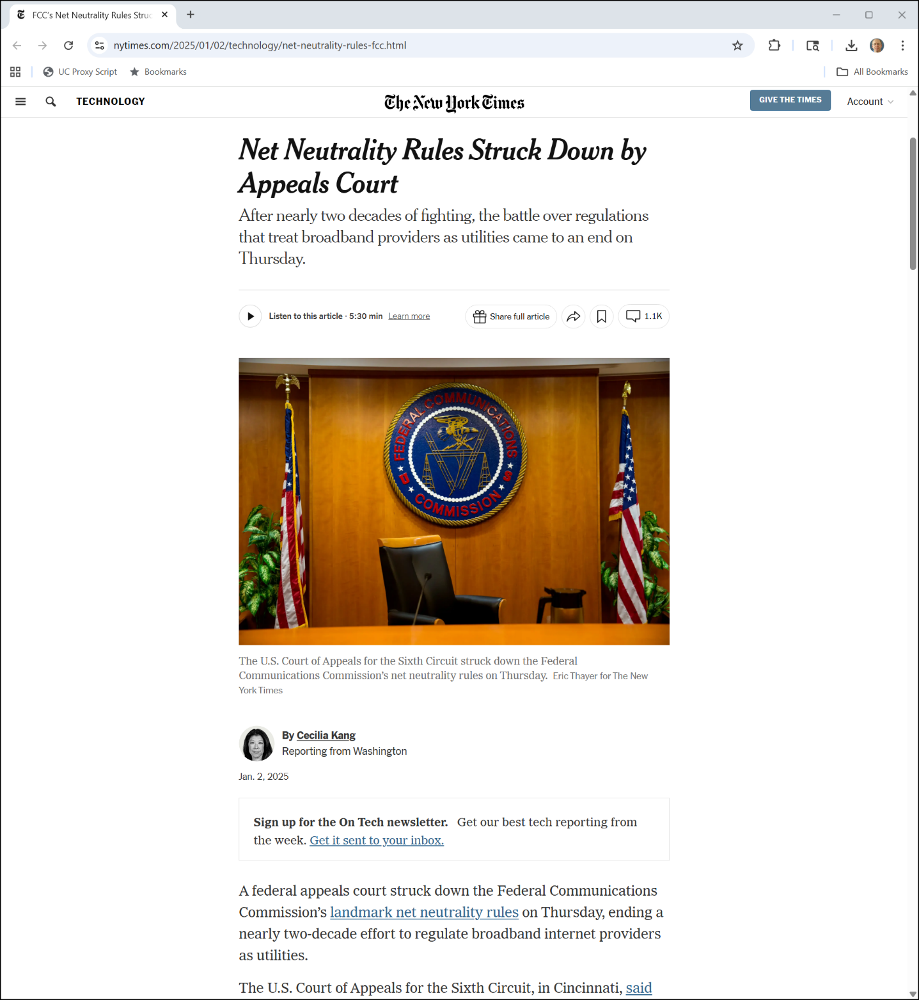 FCC's Net Neutrality Rules Struc
nytimes.com/2025/01/02/technology/net-neutrality-rules-fcc.html
UC Proxy Script
Bookmarks
All Bookmarks
TECHNOLOGY
The New York Times
GIVE THE TIMES
Account
Net Neutrality Rules Struck Down by
Appeals Court
After nearly two decades of fighting, the battle over regulations
that treat broadband providers as utilities came to an end on
Thursday.
Listen to this article · 5:30 min Learn more
Share full article
1.1K
FEDERAL COMMUNICATIONS
COMMISSION
U S
The U.S. Court of Appeals for the Sixth Circuit struck down the Federal
Communications Commission's net neutrality rules on Thursday. Eric Thayer for The New
York Times
By Cecilia Kang
Reporting from Washington
Jan. 2, 2025
Sign up for the On Tech newsletter. Get our best tech reporting from
the week. Get it sent to your inbox.
A federal appeals court struck down the Federal Communications
Commission's landmark net neutrality rules on Thursday, ending a
nearly two-decade effort to regulate broadband internet providers
as utilities.
The U.S. Court of Appeals for the Sixth Circuit, in Cincinnati, said